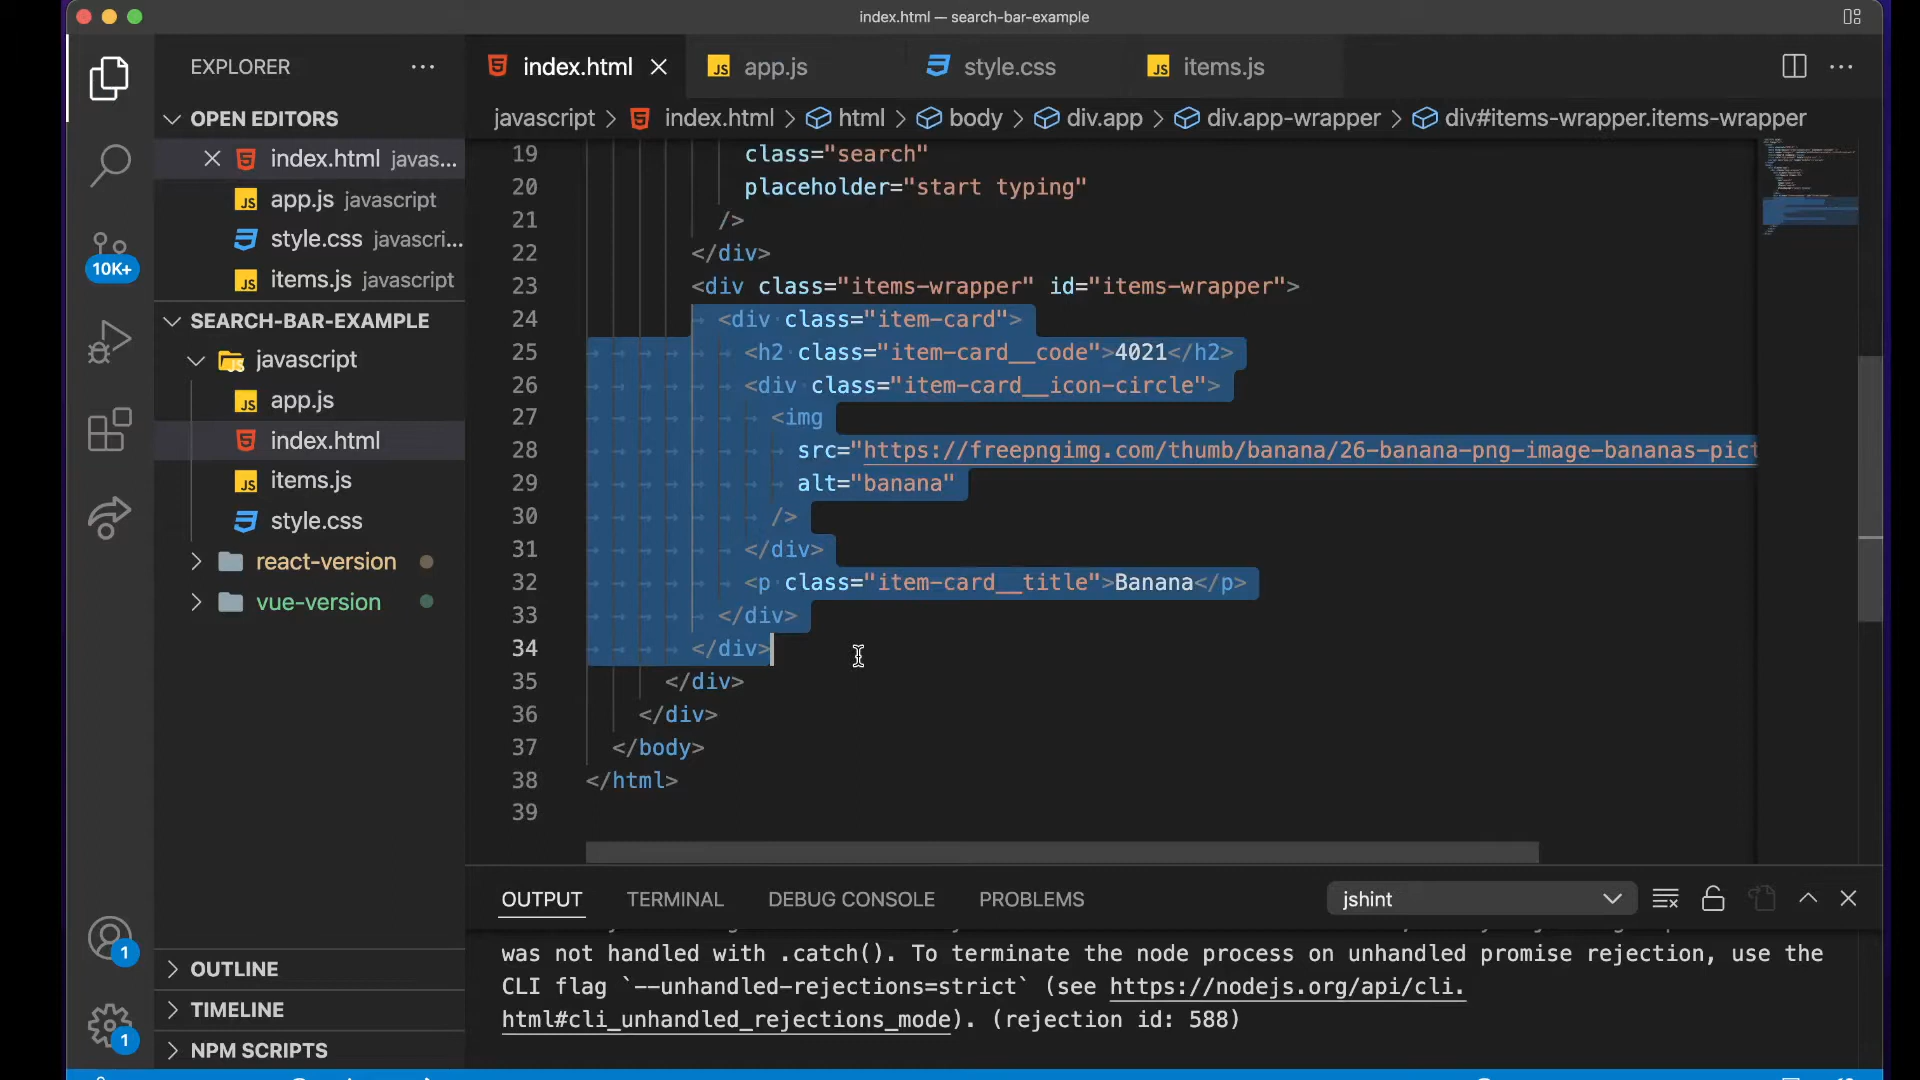 index.html — search-bar-example
EXPLORER
index.html
app.js
style.css
items.js
OPEN EDITORS
javascript > index.html > html > body > div.app > div.app-wrapper > div#items-wrapper.items-wrapper
index.html javas...
app.js javascript
style.css javascri...
items.js javascript
10K+
SEARCH-BAR-EXAMPLE
javascript
app.js
index.html
items.js
style.css
react-version
vue-version
19 class="search"
20 placeholder="start typing"
21 />
22 </div>
23 <div class="items-wrapper" id="items-wrapper">
24 <div class="item-card">
25 <h2 class="item-card__code">4021</h2>
26 <div class="item-card__icon-circle">
27 <img
28 src="https://freepngimg.com/thumb/banana/26-banana-png-image-bananas-pict
29 alt="banana"
30 />
31 </div>
32 <p class="item-card__title">Banana</p>
33 </div>
34 </div>
35 </div>
36 </div>
37 </body>
38 </html>
39
OUTPUT TERMINAL DEBUG CONSOLE PROBLEMS jshint
was not handled with .catch(). To terminate the node process on unhandled promise rejection, use the
CLI flag `--unhandled-rejections=strict` (see https://nodejs.org/api/cli.
html#cli_unhandled_rejections_mode). (rejection id: 588)
1
OUTLINE
TIMELINE
1
NPM SCRIPTS